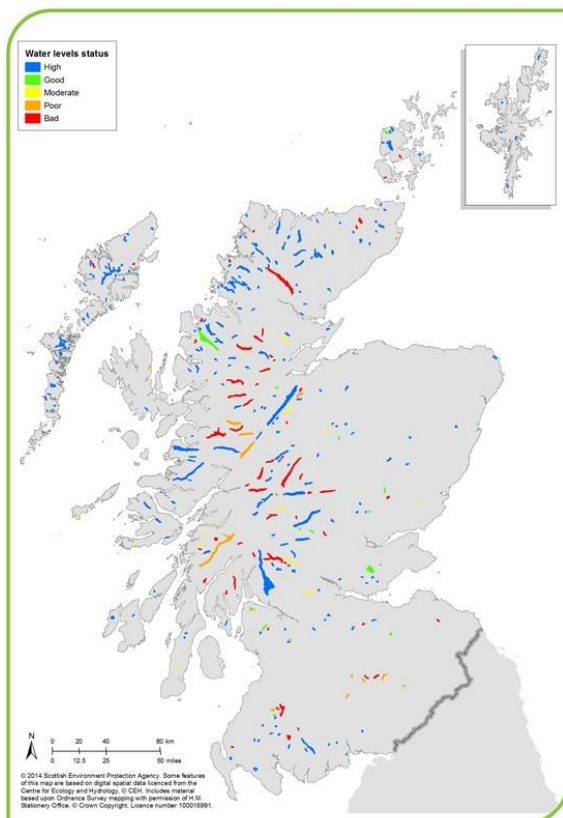 Water levels status
High
Good
Moderate
Poor
Bad
N
0 20 40 80 km
0 12.5 25 50 miles
© 2014 Scottish Environment Protection Agency. Some features
of this map are based on digital spatial data licenced from the
Centre for Ecology and Hydrology, © CEH. Includes material
based upon Ordnance Survey mapping with permission of H.M.
Stationery Office, © Crown Copyright. Licence number 100016991.